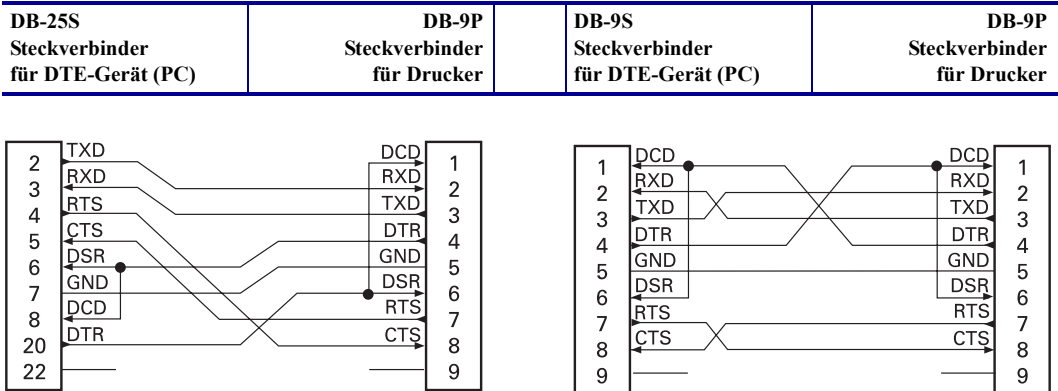 DB-25S DB-9P DB-9S DB-9P
Steckverbinder Steckverbinder Steckverbinder Steckverbinder
für DTE-Gerät (PC) für Drucker für DTE-Gerät (PC) für Drucker
2 TXD DCD 1
3 RXD RXD 2
4 RTS TXD 3
5 CTS DTR 4
6 DSR GND 5
7 GND DSR 6
8 DCD RTS 7
20 DTR CTS 8
22 9
1 DCD DCD 1
2 RXD RXD 2
3 TXD TXD 3
4 DTR DTR 4
5 GND GND 5
6 DSR DSR 6
7 RTS RTS 7
8 CTS CTS 8
9 9